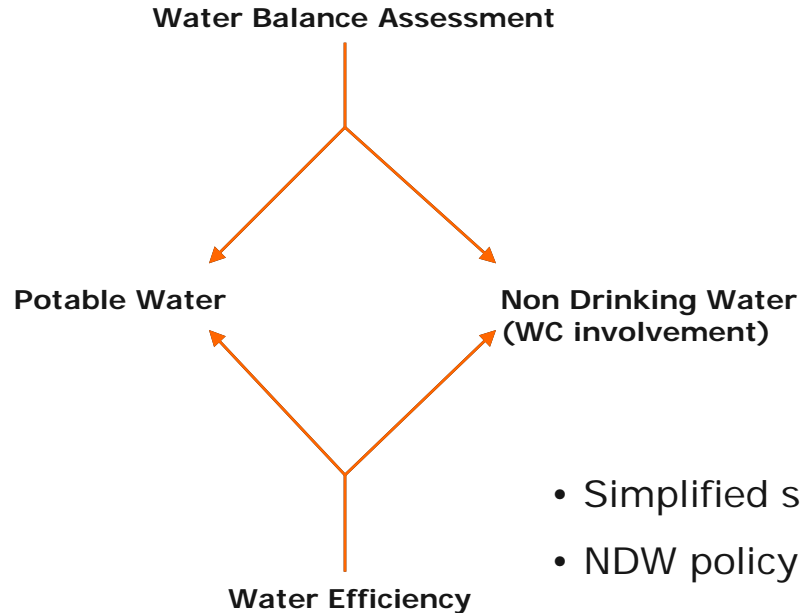 Water Balance Assessment
Potable Water
Non Drinking Water
(WC involvement)
• Simplified s
• NDW policy
Water Efficiency